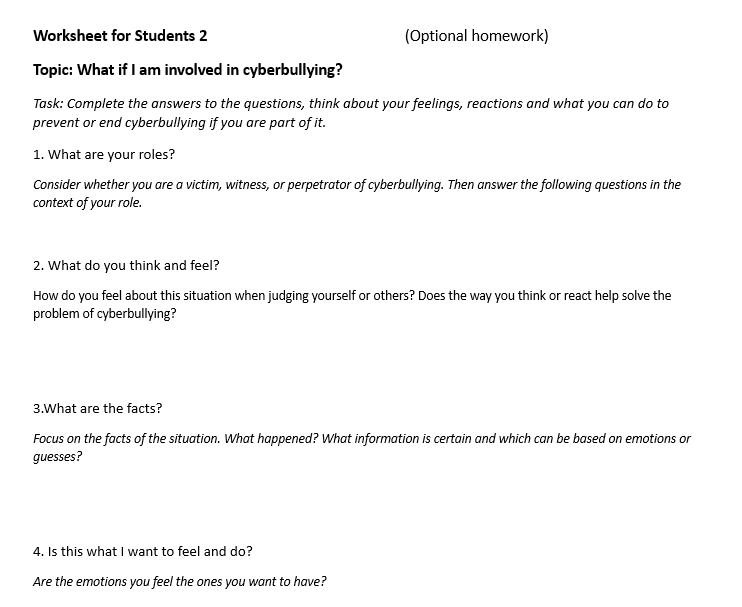 Worksheet for Students 2 (Optional homework)
Topic: What if I am involved in cyberbullying?
Task: Complete the answers to the questions, think about your feelings, reactions and what you can do to
prevent or end cyberbullying if you are part of it.
1. What are your roles?
Consider whether you are a victim, witness, or perpetrator of cyberbullying. Then answer the following questions in the
context of your role.
2. What do you think and feel?
How do you feel about this situation when judging yourself or others? Does the way you think or react help solve the
problem of cyberbullying?
3.What are the facts?
Focus on the facts of the situation. What happened? What information is certain and which can be based on emotions or
guesses?
4. Is this what I want to feel and do?
Are the emotions you feel the ones you want to have?